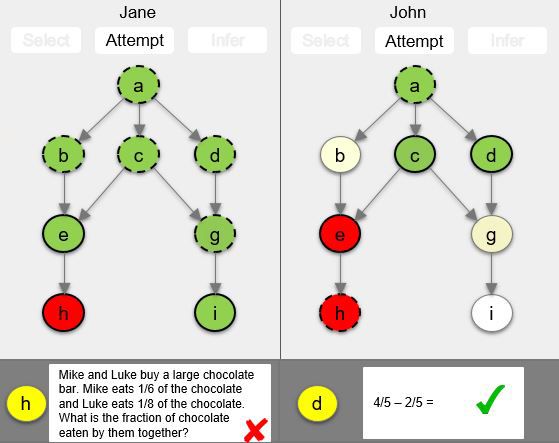 Jane
John
Select Attempt Infer
Select Attempt Infer
a
a
b c d
b c d
e g
e g
h i
h i
h
Mike and Luke buy a large chocolate
bar. Mike eats 1/6 of the chocolate
and Luke eats 1/8 of the chocolate.
What is the fraction of chocolate
eaten by them together?
d
4/5 – 2/5 =